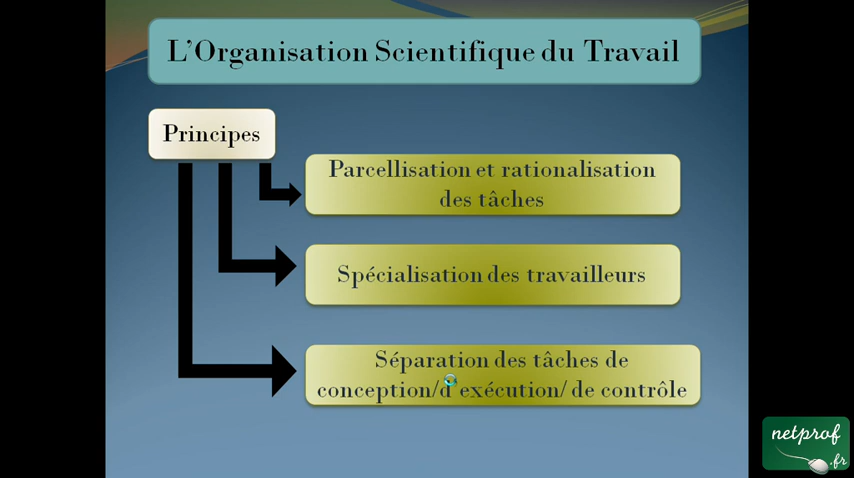 L'Organisation Scientifique du Travail
Principes
Parcellisation et rationalisation
des tâches
Spécialisation des travailleurs
Séparation des tâches de
conception/d'exécution/ de contrôle
netprof
.fr